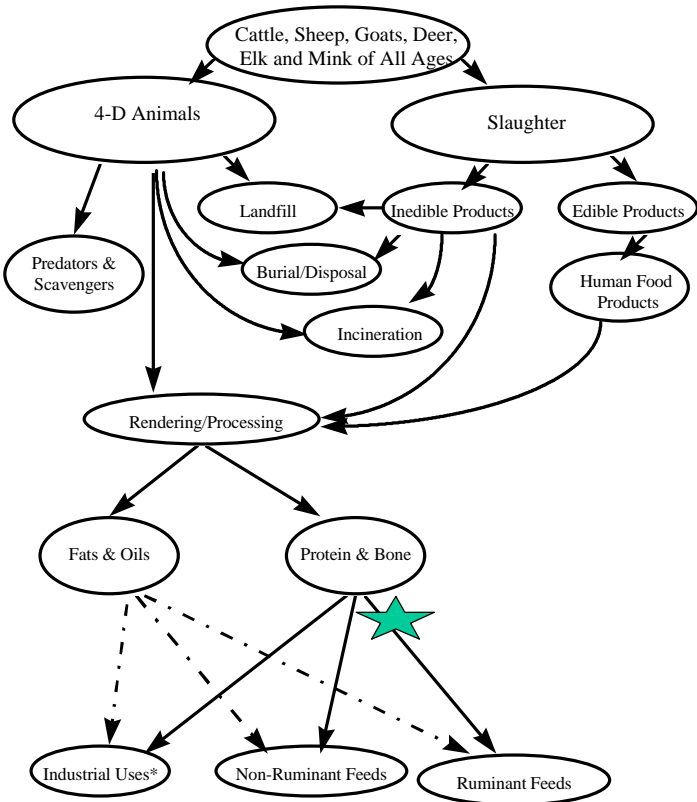 Cattle, Sheep, Goats, Deer,
Elk and Mink of All Ages
4-D Animals
Slaughter
Landfill
Inedible Products
Edible Products
Predators &
Scavengers
Burial/Disposal
Human Food
Products
Incineration
Rendering/Processing
Fats & Oils
Protein & Bone
Industrial Uses*
Non-Ruminant Feeds
Ruminant Feeds